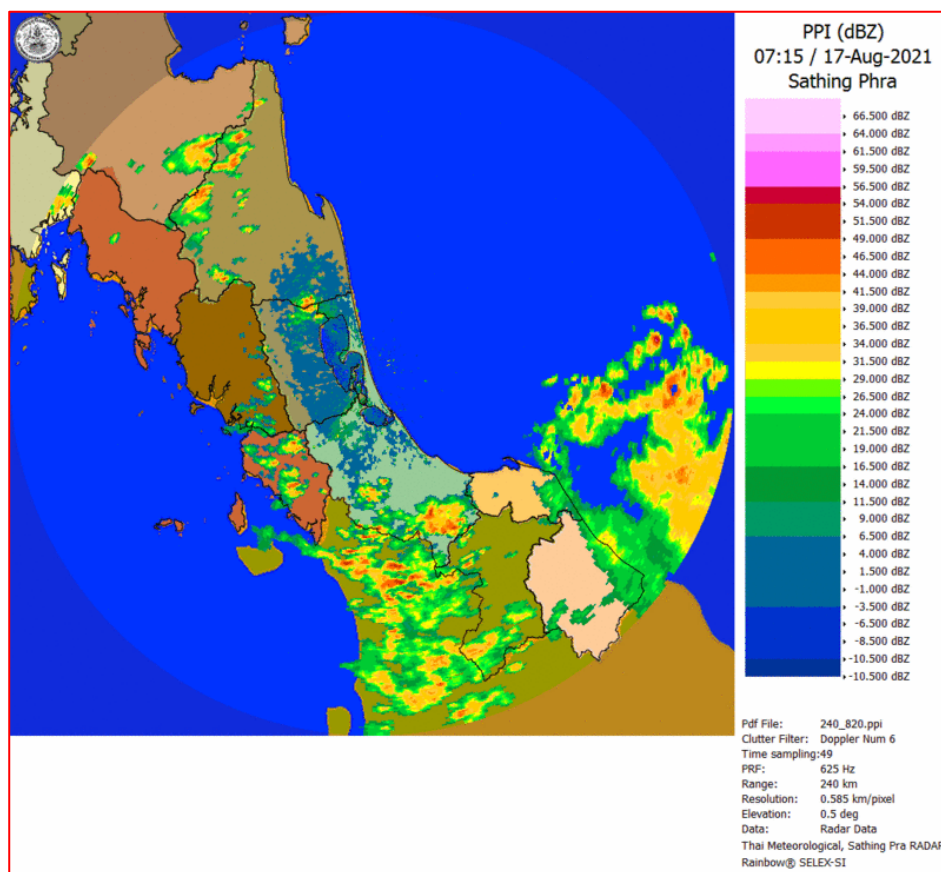 PPI (dBZ)
07:15 / 17-Aug-2021
Sathing Phra
66.500 dBZ
64.000 dBZ
61.500 dBZ
59.500 dBZ
56.500 dBZ
54.000 dBZ
51.500 dBZ
49.000 dBZ
46.500 dBZ
44.000 dBZ
41.500 dBZ
39.000 dBZ
36.500 dBZ
34.000 dBZ
31.500 dBZ
29.000 dBZ
26.500 dBZ
24.000 dBZ
21.500 dBZ
19.000 dBZ
16.500 dBZ
14.000 dBZ
11.500 dBZ
9.000 dBZ
6.500 dBZ
4.000 dBZ
1.500 dBZ
-1.000 dBZ
-3.500 dBZ
-6.500 dBZ
-8.500 dBZ
-10.500 dBZ
-10.500 dBZ
Pdf File: 240_820.ppi
Clutter Filter: Doppler Num 6
Time sampling:49
PRF: 625 Hz
Range: 240 km
Resolution: 0.585 km/pixel
Elevation: 0.5 deg
Data: Radar Data
Thai Meteorological, Sathing Pra RADAR
Rainbow® SELEX-SI